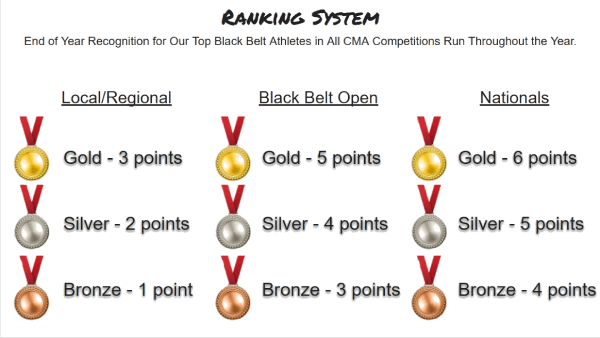 Ranking System
End of Year Recognition for Our Top Black Belt Athletes in All CMA Competitions Run Throughout the Year.
Local/Regional
Gold - 3 points
Silver - 2 points
Bronze - 1 point
Black Belt Open
Gold - 5 points
Silver - 4 points
Bronze - 3 points
Nationals
Gold - 6 points
Silver - 5 points
Bronze - 4 points